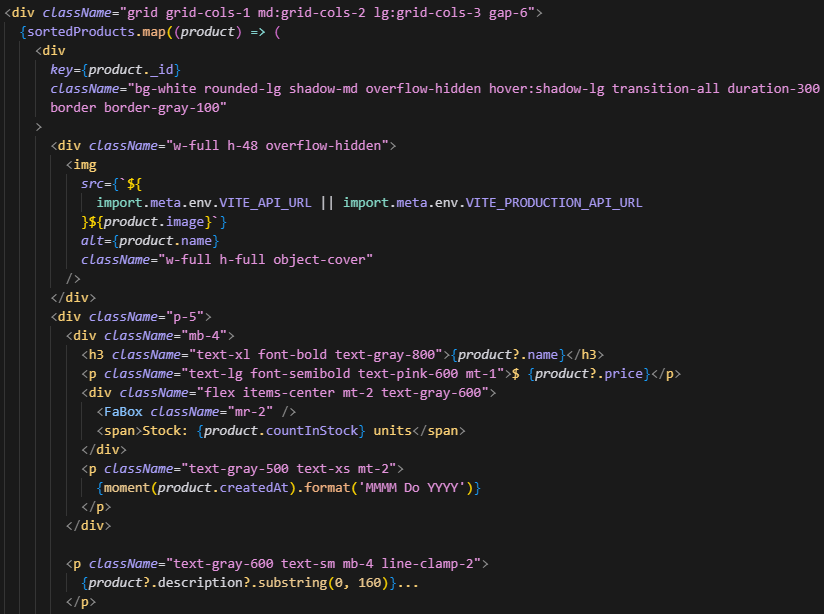 <div className="grid grid-cols-1 md:grid-cols-2 lg:grid-cols-3 gap-6">
{sortedProducts.map((product) => (
<div
key={product._id}
className="bg-white rounded-lg shadow-md overflow-hidden hover:shadow-lg transition-all duration-300
border border-gray-100"
>
<div className="w-full h-48 overflow-hidden">
<img
src={`${
import.meta.env.VITE_API_URL || import.meta.env.VITE_PRODUCTION_API_URL
}${product.image}`}
alt={product.name}
className="w-full h-full object-cover"
/>
</div>
<div className="p-5">
<div className="mb-4">
<h3 className="text-xl font-bold text-gray-800">{product?.name}</h3>
<p className="text-lg font-semibold text-pink-600 mt-1">$ {product?.price}</p>
<div className="flex items-center mt-2 text-gray-600">
<FaBox className="mr-2" />
<span>Stock: {product.countInStock} units</span>
</div>
<p className="text-gray-500 text-xs mt-2">
{moment(product.createdAt).format('MMMM Do YYYY')}
</p>
</div>
<p className="text-gray-600 text-sm mb-4 line-clamp-2">
{product?.description?.substring(0, 160)}...
</p>